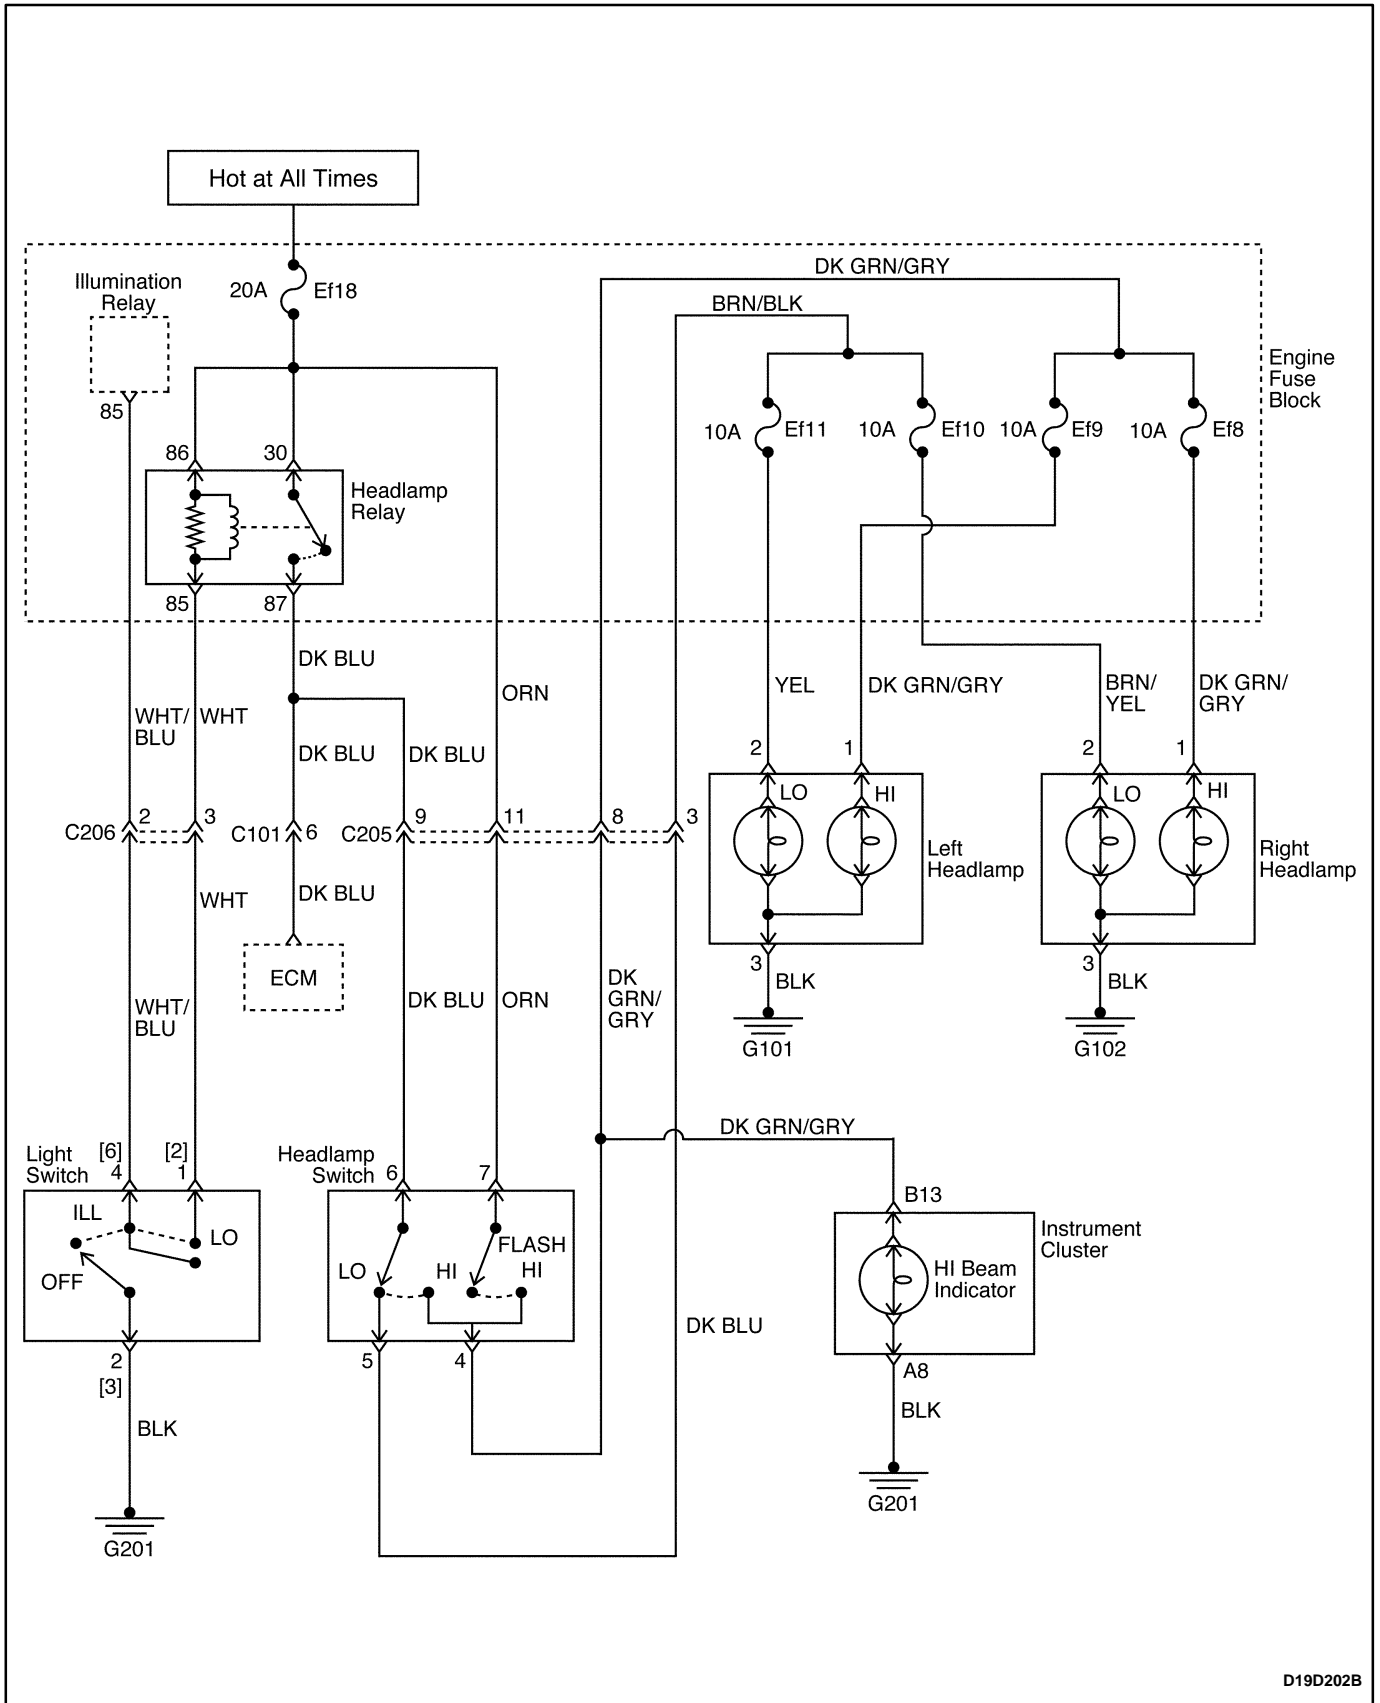 Hot at All Times
DK GRN/GRY
Illumination
Relay
20A
Ef18
BRN/BLK
Engine
Fuse
Block
85
10A
Ef11
10A
Ef10
10A
Ef9
10A
Ef8
86
30
Headlamp
Relay
85
87
DK BLU
ORN
YEL
DK GRN/GRY
BRN/
YEL
DK GRN/
GRY
WHT/
BLU
WHT
DK BLU
DK BLU
2
1
2
1
LO
HI
LO
HI
C206
2
3
C101
6
C205
9
11
8
3
Left
Headlamp
Right
Headlamp
WHT
DK BLU
ECM
3
BLK
3
BLK
WHT/
BLU
DK BLU
ORN
DK
GRN/
GRY
G101
G102
DK GRN/GRY
Light
Switch
[6]
4
[2]
1
Headlamp
Switch
6
7
B13
ILL
LO
OFF
FLASH
LO
HI
HI
Instrument
Cluster
HI Beam
Indicator
DK BLU
2
[3]
5
4
A8
BLK
BLK
G201
G201
D19D202B